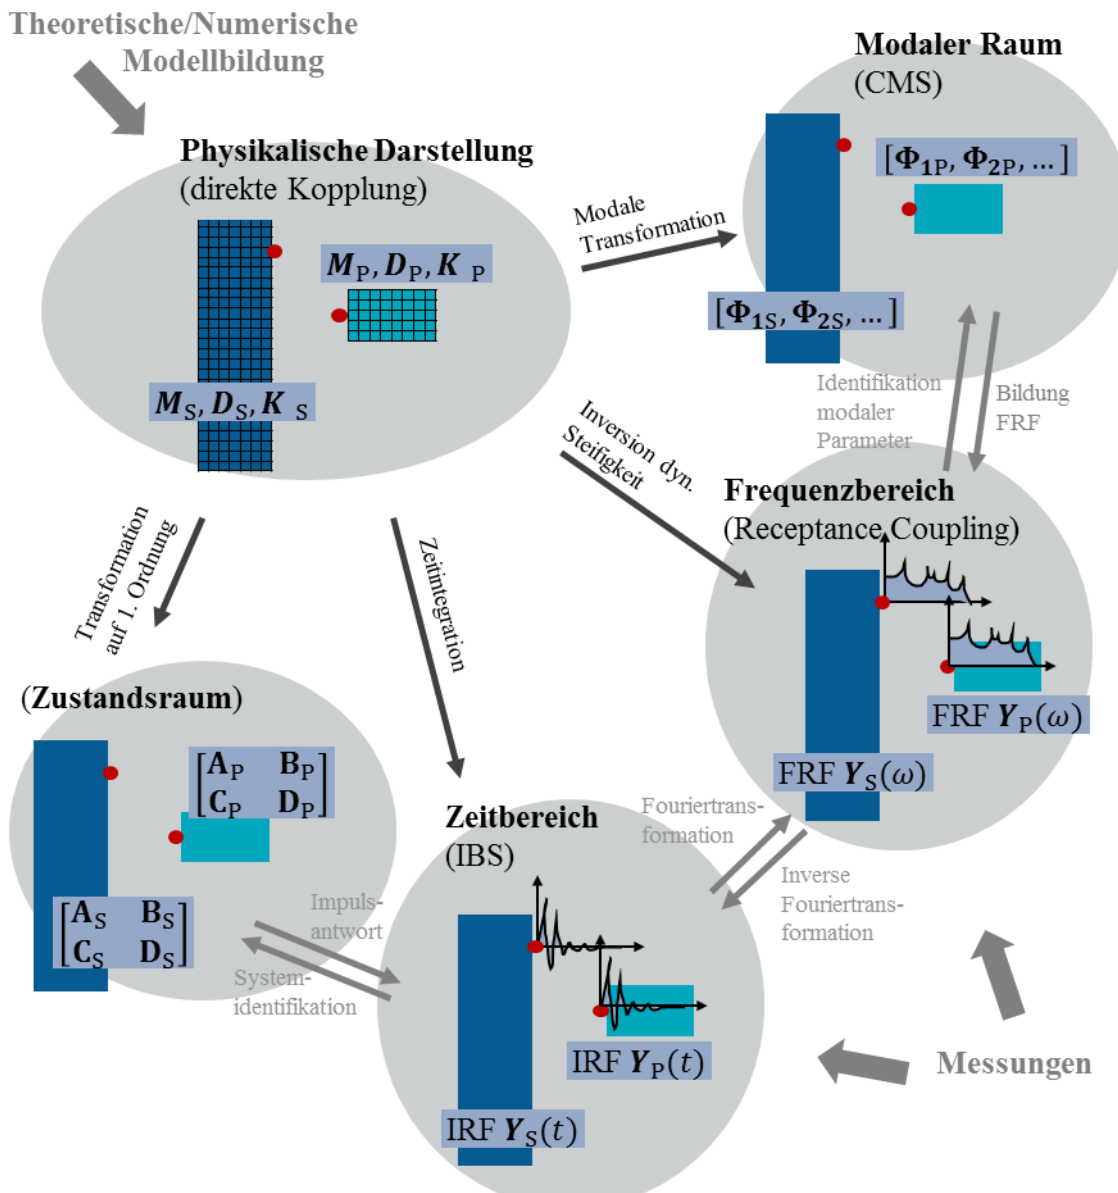 Theoretische/Numerische
Modellbildung
Modaler Raum
(CMS)
[Φ1P, Φ2P, …]
[Φ1S, Φ2S, …]
Physikalische Darstellung
(direkte Kopplung)
MP, DP, K P
MS, DS, K S
Modale
Transformation
Identifikation
modaler
Parameter
Bildung
FRF
Inversion dyn.
Steifigkeit
Frequenzbereich
(Receptance Coupling)
FRF YP(ω)
FRF YS(ω)
Transformation
auf 1. Ordnung
Zeitintegration
(Zustandsraum)
AP BP
CP DP
AS BS
CS DS
Impuls-
antwort
System-
identifikation
Zeitbereich
(IBS)
IRF YP(t)
IRF YS(t)
Fouriertrans-
formation
Inverse
Fouriertrans-
formation
Messungen